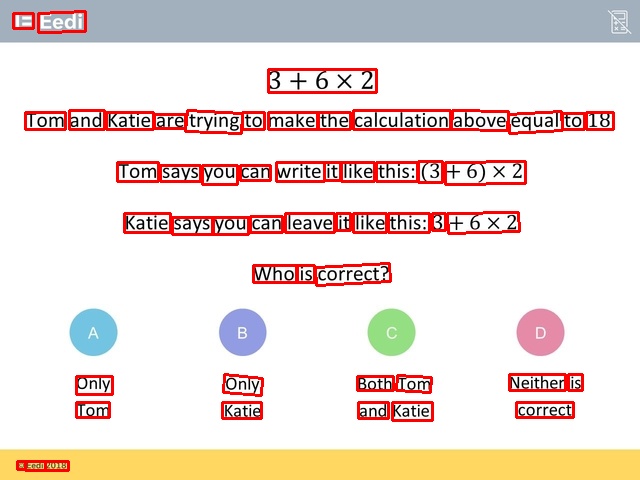 Eedi
3 + 6 × 2
Tom and Katie are trying to make the calculation above equal to 18
Tom says you can write it like this: (3 + 6) × 2
Katie says you can leave it like this: 3 + 6 × 2
Who is correct?
A B C D
Only Only Both Tom Neither is
Tom Katie and Katie correct
© Eedi 2018